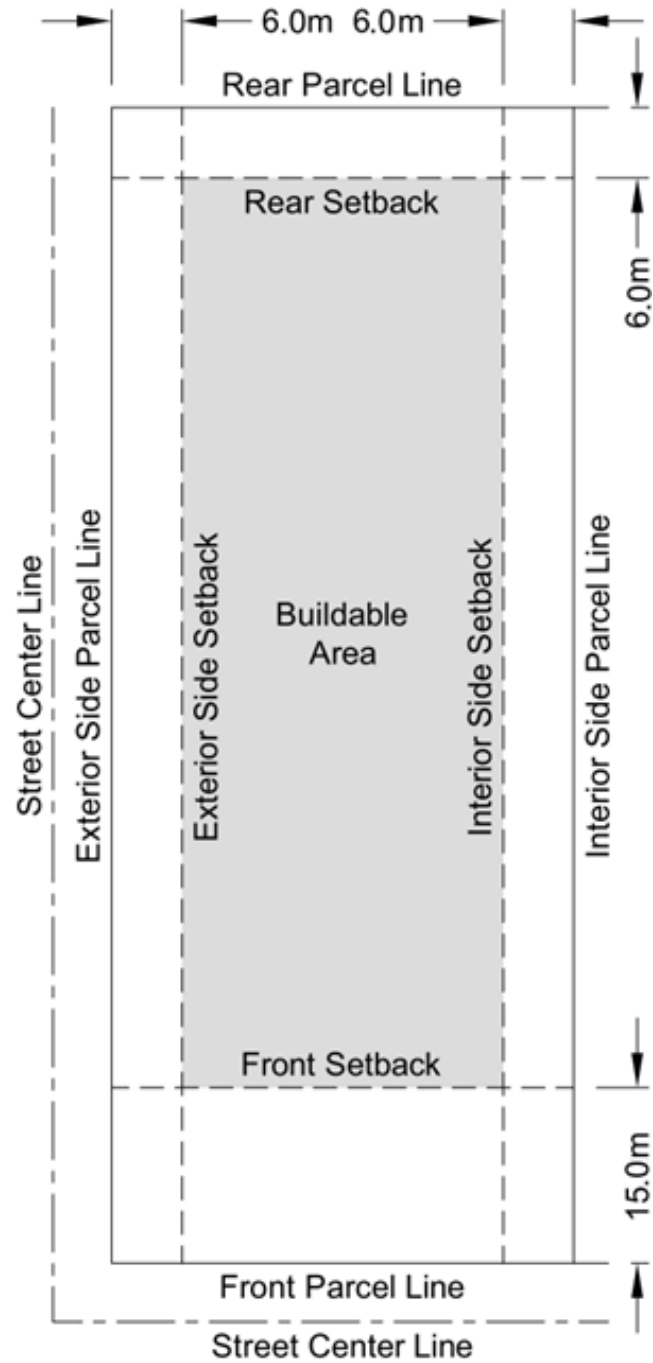 6.0m 6.0m
Rear Parcel Line
Rear Setback
6.0m
Street Center Line
Exterior Side Parcel Line
Exterior Side Setback
Buildable
Area
Interior Side Setback
Interior Side Parcel Line
Front Setback
15.0m
Front Parcel Line
Street Center Line